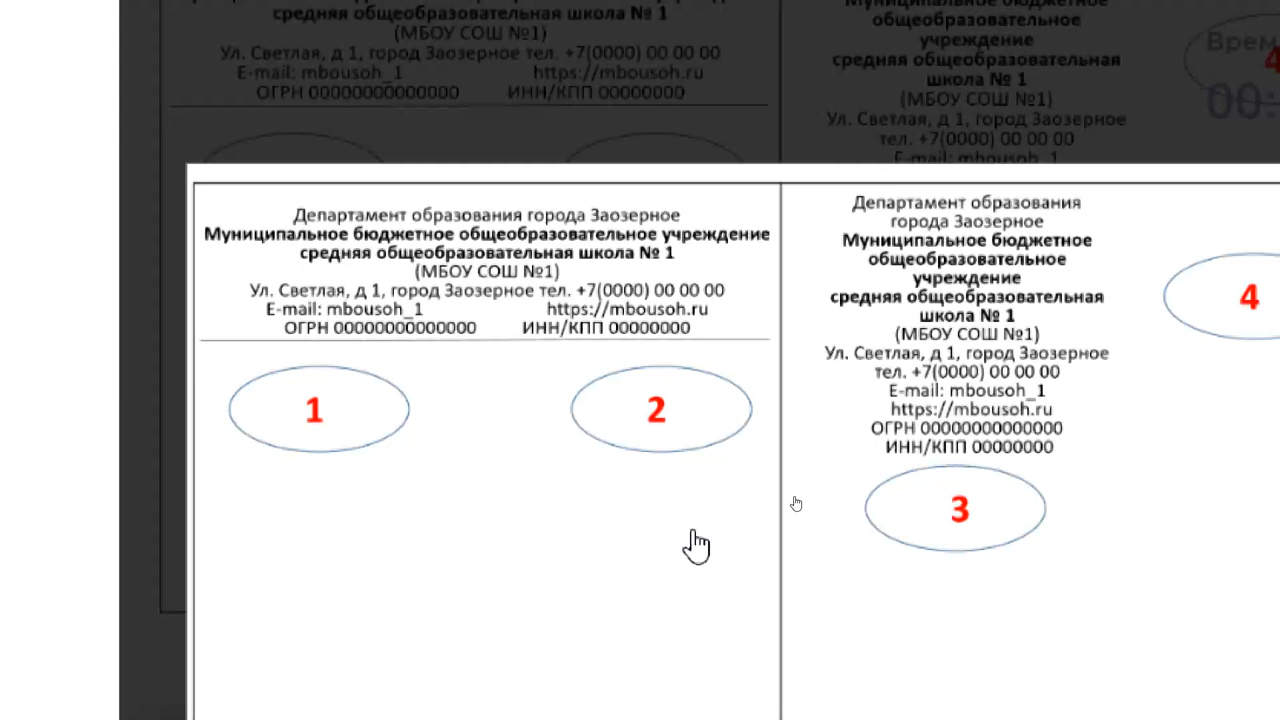 средняя общеобразовательная школа № 1
(МБОУ СОШ №1)
Ул. Светлая, д 1, город Заозерное тел. +7(0000) 00 00 00
E-mail: mbousoh_1 https://mbousoh.ru
ОГРН 00000000000000 ИНН/КПП 00000000
Муниципальное бюджетное
общеобразовательное
учреждение
средняя общеобразовательная
школа № 1
(МБОУ СОШ №1)
Ул. Светлая, д 1, город Заозерное
тел. +7(0000) 00 00 00
E-mail: mbousoh_1
4
00:
Департамент образования города Заозерное
Муниципальное бюджетное общеобразовательное учреждение
средняя общеобразовательная школа № 1
(МБОУ СОШ №1)
Ул. Светлая, д 1, город Заозерное тел. +7(0000) 00 00 00
E-mail: mbousoh_1 https://mbousoh.ru
ОГРН 00000000000000 ИНН/КПП 00000000
1
2
Департамент образования
города Заозерное
Муниципальное бюджетное
общеобразовательное
учреждение
средняя общеобразовательная
школа № 1
(МБОУ СОШ №1)
Ул. Светлая, д 1, город Заозерное
тел. +7(0000) 00 00 00
E-mail: mbousoh_1
https://mbousoh.ru
ОГРН 00000000000000
ИНН/КПП 00000000
3
4